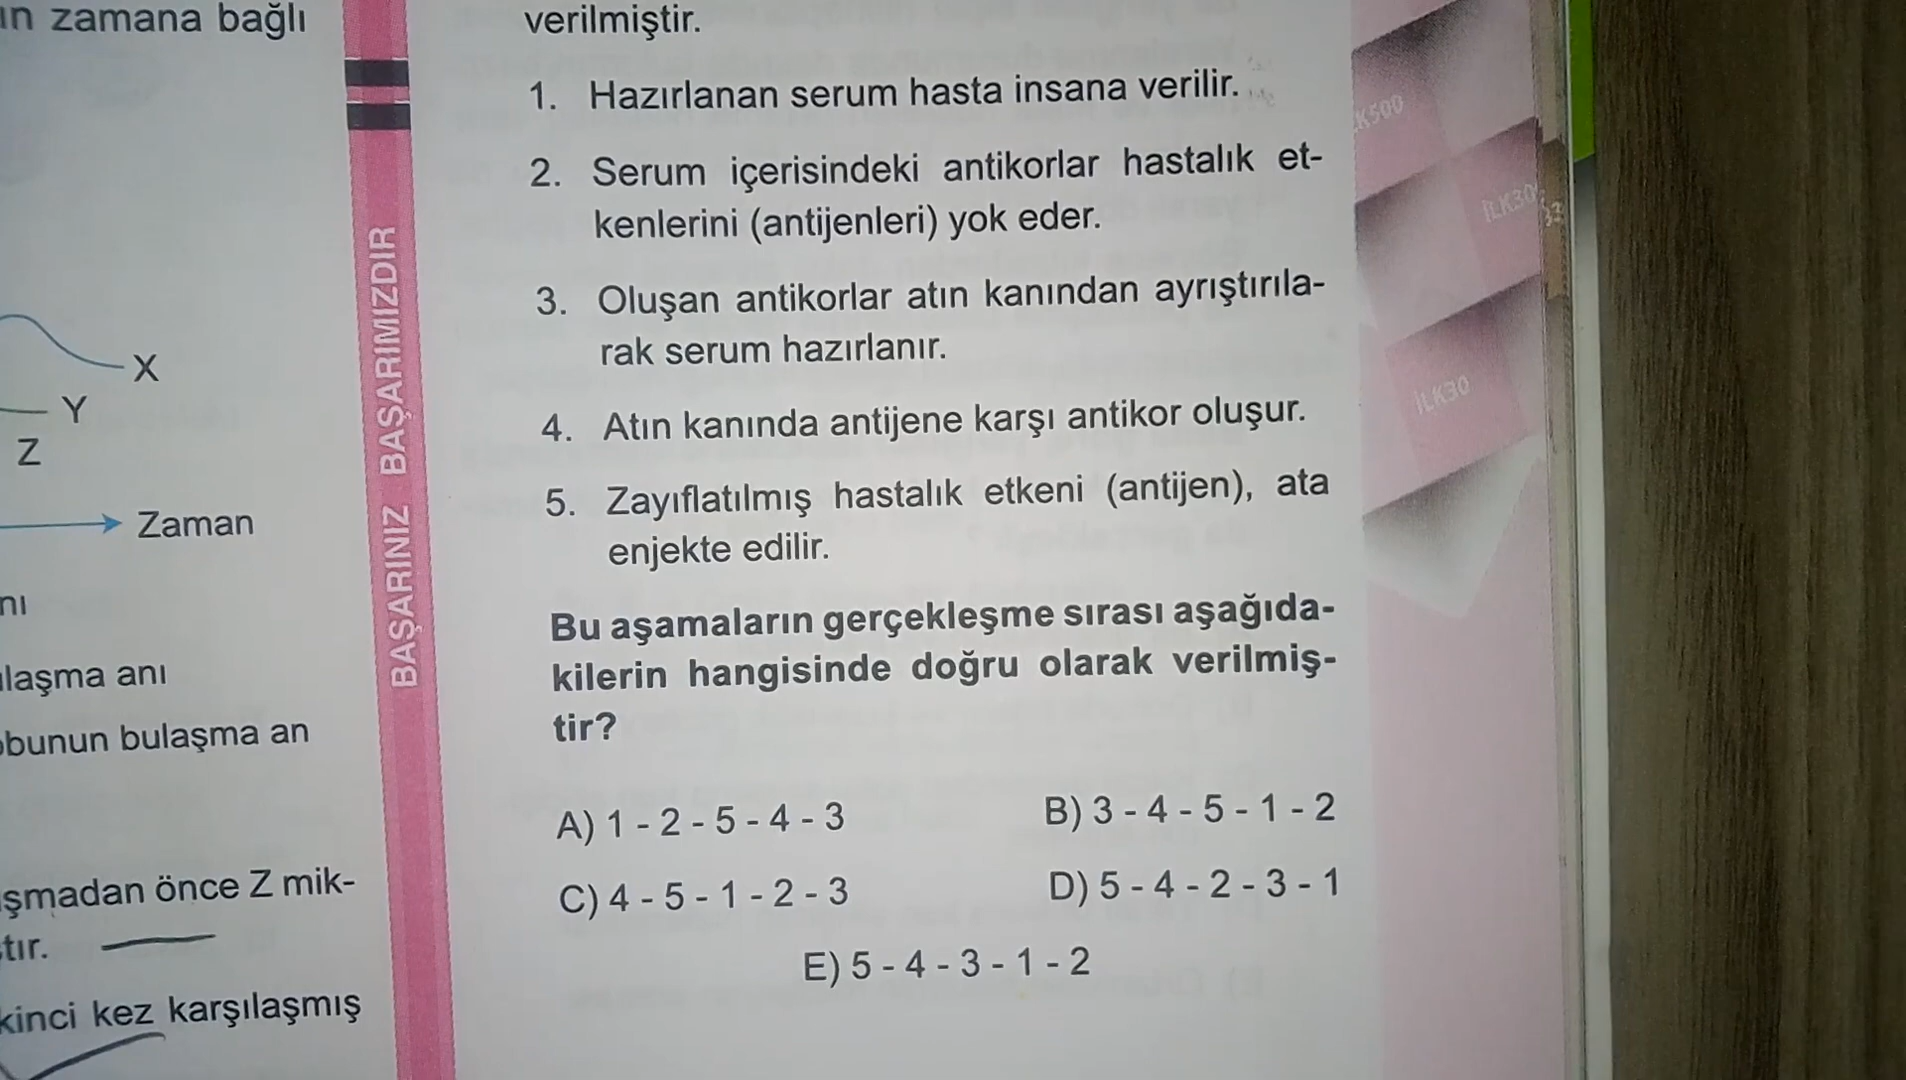 ın zamana bağlı
X
Y
Z
Zaman
nı
laşma anı
bunun bulaşma an
şmadan önce Z mik-
tır.
kinci kez karşılaşmış
BAŞARINIZ BAŞARIMIZDIR
verilmiştir.
1. Hazırlanan serum hasta insana verilir.
2. Serum içerisindeki antikorlar hastalık et-
kenlerini (antijenleri) yok eder.
3. Oluşan antikorlar atın kanından ayrıştırıla-
rak serum hazırlanır.
4. Atın kanında antijene karşı antikor oluşur.
5. Zayıflatılmış hastalık etkeni (antijen), ata
enjekte edilir.
Bu aşamaların gerçekleşme sırası aşağıda-
kilerin hangisinde doğru olarak verilmiş-
tir?
A) 1 - 2 - 5 - 4 - 3
B) 3 - 4 - 5 - 1 - 2
C) 4 - 5 - 1 - 2 - 3
D) 5 - 4 - 2 - 3 - 1
E) 5 - 4 - 3 - 1 - 2
K500
İLK30